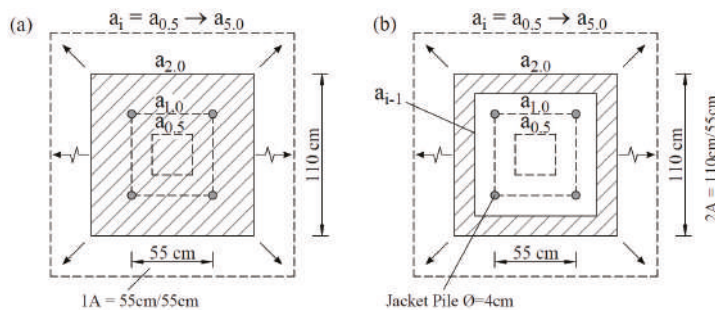 (a)
aᵢ = a₀.₅ → a₅.₀
a₂.₀
a₁.₀
a₀.₅
110 cm
55 cm
1A = 55cm/55cm
(b)
aᵢ = a₀.₅ → a₅.₀
a₂.₀
aᵢ₋₁
a₁.₀
a₀.₅
110 cm
2A = 110cm/55cm
55 cm
Jacket Pile Ø=4cm